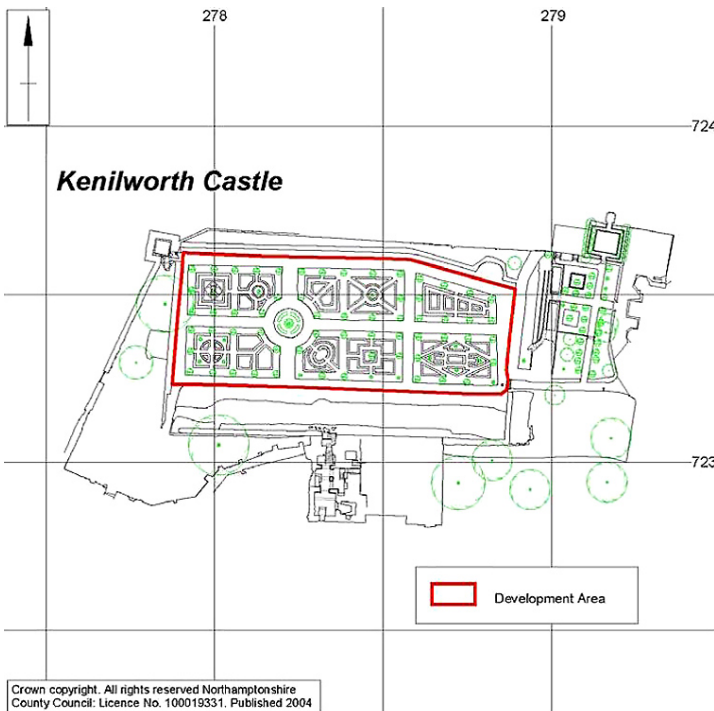 278
279
724
Kenilworth Castle
723
Development Area
Crown copyright. All rights reserved Northamptonshire
County Council: Licence No. 100019331. Published 2004